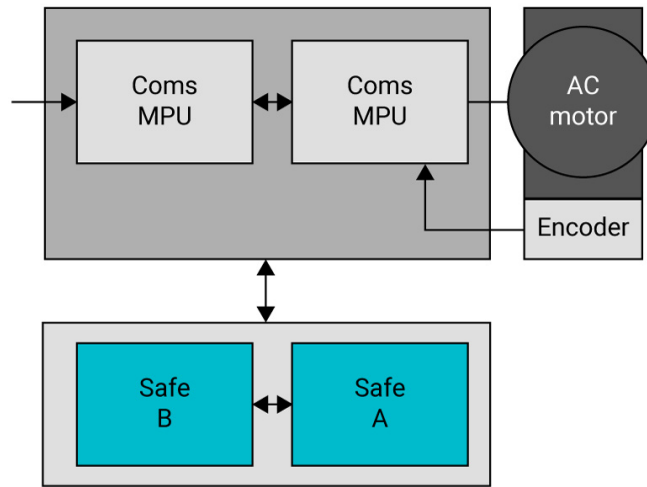 Coms
MPU
Coms
MPU
AC
motor
Encoder
Safe
B
Safe
A